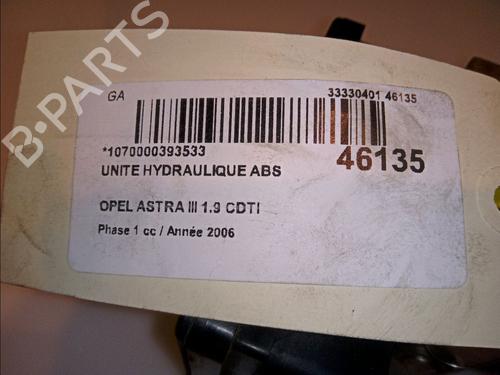 GA 33330401 46135
*1070000393533 46135
UNITE HYDRAULIQUE ABS
OPEL ASTRA III 1.9 CDTI
Phase 1 cc / Année 2006
B-PARTS